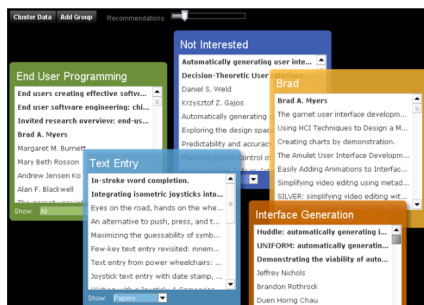 Cluster Data Add Group Recommendations:
Not Interested
Automatically generating user inte...
Decision-Theoretic User Interface
Daniel S. Weld
Krzysztof Z. Gajos
Automatically generating
Exploring the design spac
Predictability and accurac
Control of
End User Programming
End users creating effective softw...
End user software engineering: chi...
Invited research overview: end-us...
Brad A. Myers
Margaret M. Burnett
Mary Beth Rosson
Andrew Jensen Ko
Alan F. Blackwell
Show: All
Brad
Brad A. Myers
The garnet user interface developm...
Using HCI Techniques to Design a M...
Creating charts by demonstration.
The Amulet User Interface Developm...
Easily Adding Animations to Interfac...
Simplifying video editing using metad...
SILVER: simplifying video editing wit...
Text Entry
In-stroke word completion.
Integrating isometric joysticks into...
Eyes on the road, hands on the whe...
An alternative to push, press, and t...
Maximizing the guessability of symb...
Few-key text entry revisited: mnem...
Text entry from power wheelchairs: ...
Joystick text entry with date stamp, ...
Show: Papers
Interface Generation
Huddle: automatically generating i...
UNIFORM: automatically generatin...
Demonstrating the viability of auto...
Jeffrey Nichols
Brandon Rothrock
Duen Horng Chau